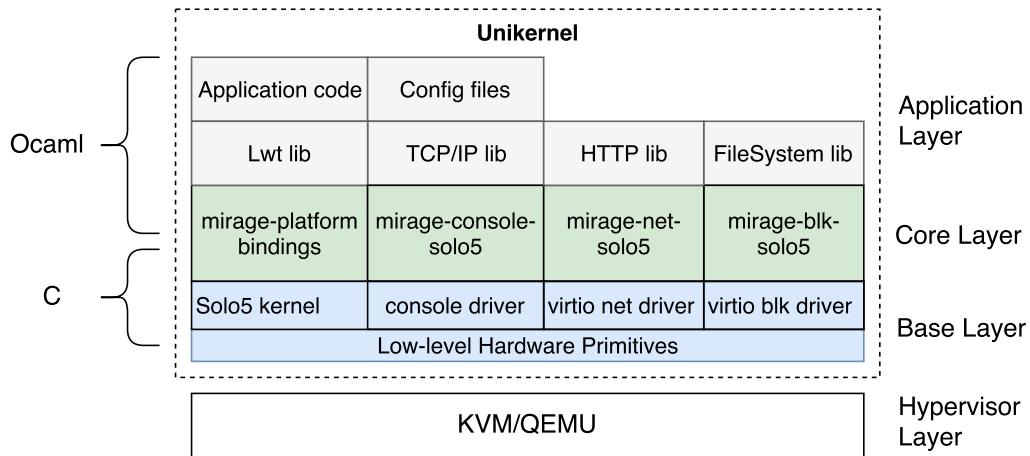 Unikernel
Application code
Config files
Application
Layer
Ocaml
Lwt lib
TCP/IP lib
HTTP lib
FileSystem lib
mirage-platform
bindings
mirage-console-
solo5
mirage-net-
solo5
mirage-blk-
solo5
Core Layer
C
Solo5 kernel
console driver
virtio net driver
virtio blk driver
Base Layer
Low-level Hardware Primitives
KVM/QEMU
Hypervisor
Layer